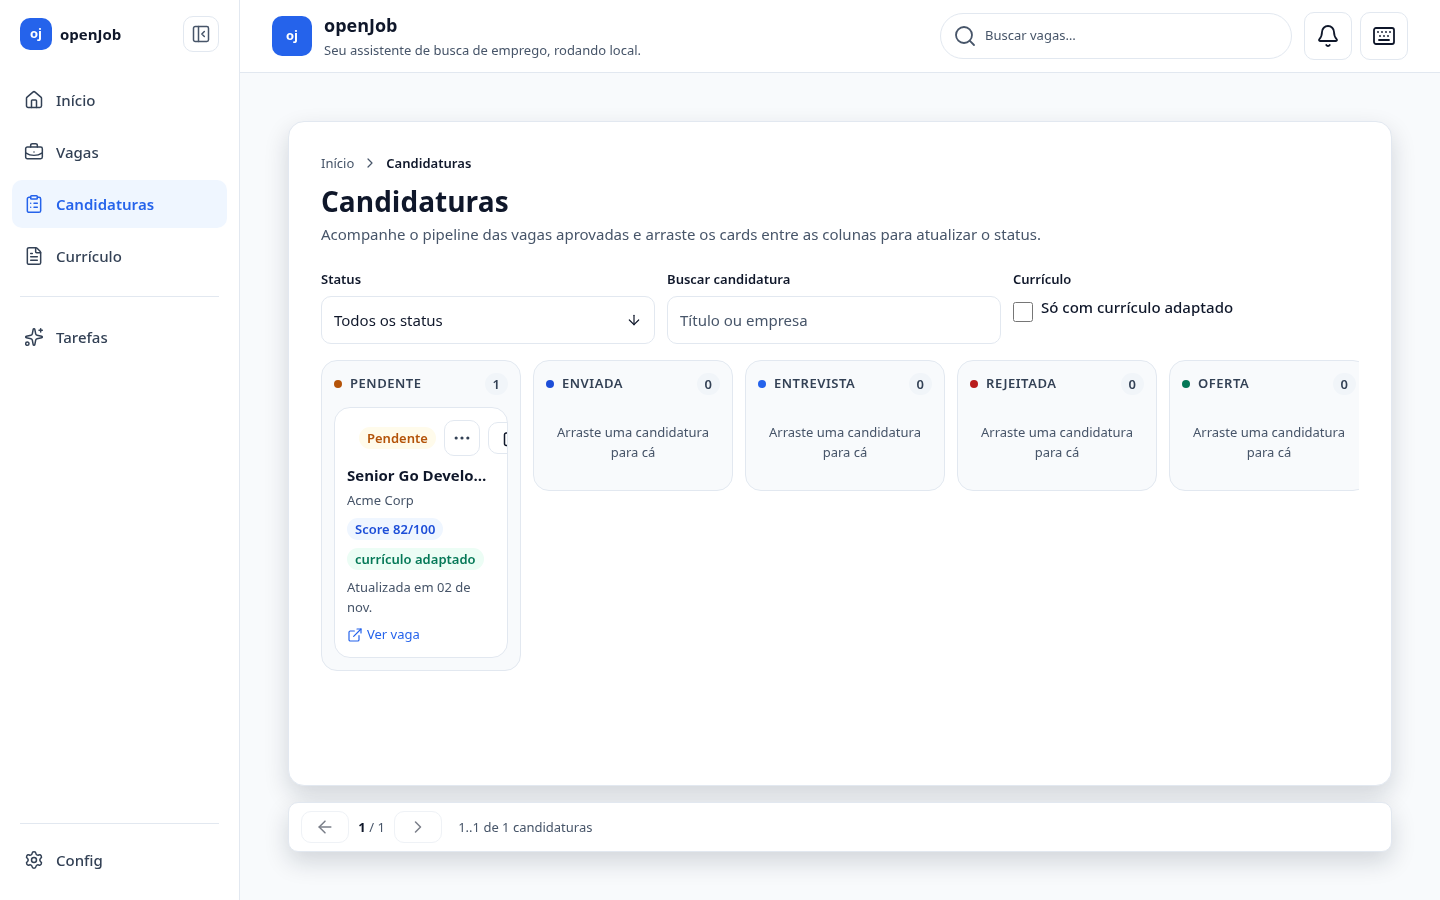 oj openJob
Início
Vagas
Candidaturas
Currículo
Tarefas
Config
oj
openJob
Seu assistente de busca de emprego, rodando local.
Buscar vagas...
Início > Candidaturas
Candidaturas
Acompanhe o pipeline das vagas aprovadas e arraste os cards entre as colunas para atualizar o status.
Status
Todos os status
Buscar candidatura
Título ou empresa
Currículo
Só com currículo adaptado
PENDENTE 1
Pendente
Senior Go Develo...
Acme Corp
Score 82/100
currículo adaptado
Atualizada em 02 de
nov.
Ver vaga
ENVIADA 0
Arraste uma candidatura
para cá
ENTREVISTA 0
Arraste uma candidatura
para cá
REJEITADA 0
Arraste uma candidatura
para cá
OFERTA 0
Arraste uma candidatura
para cá
1 / 1
1..1 de 1 candidaturas